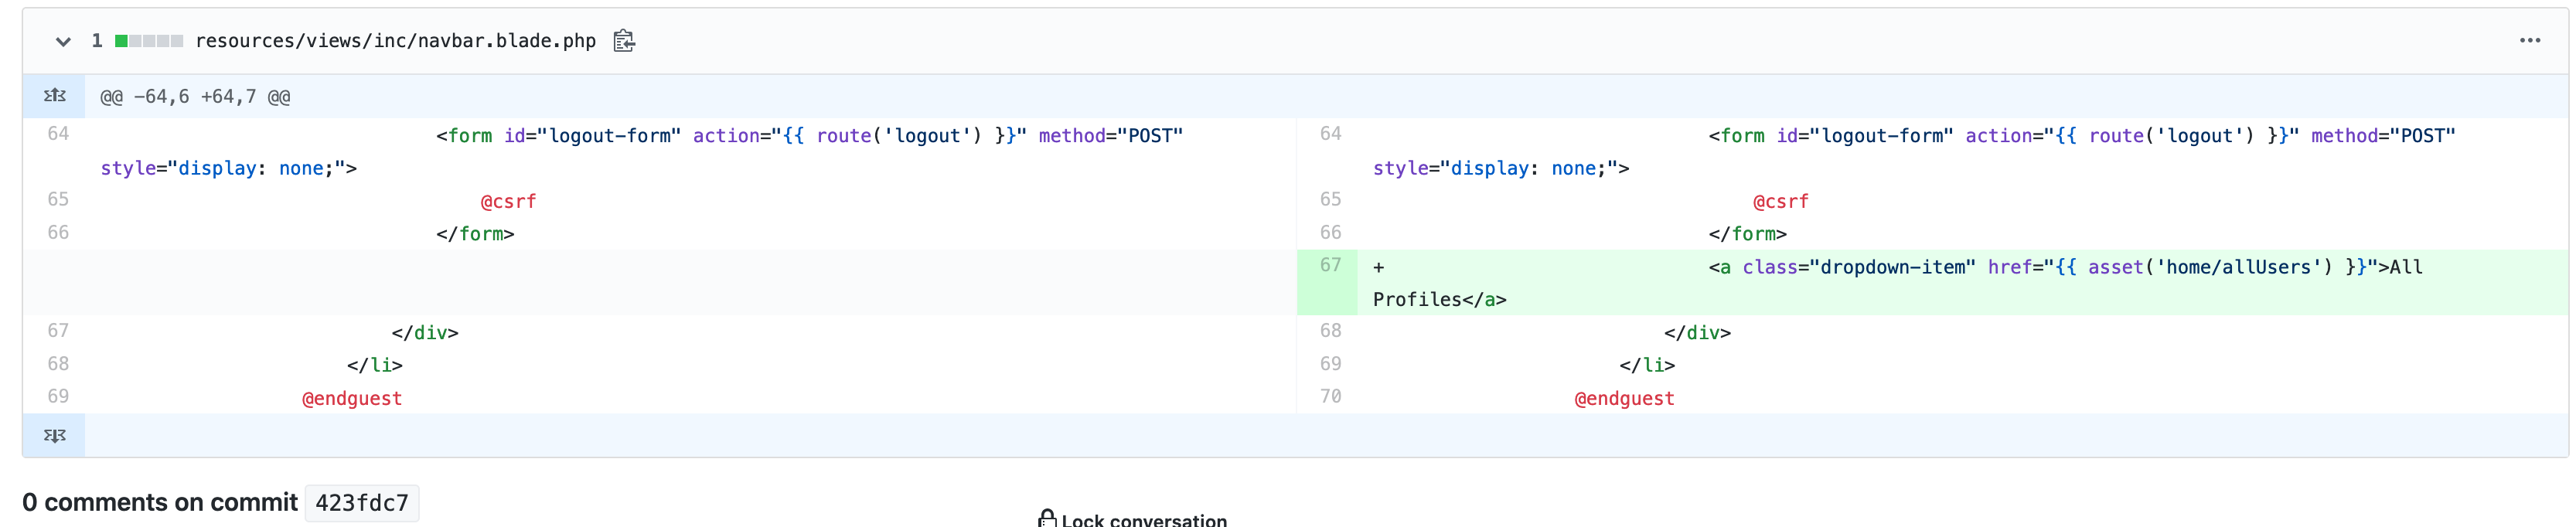 1 resources/views/inc/navbar.blade.php
@@ -64,6 +64,7 @@
64 <form id="logout-form" action="{{ route('logout') }}" method="POST"
style="display: none;">
65 @csrf
66 </form>
67 </div>
68 </li>
69 @endguest
64 <form id="logout-form" action="{{ route('logout') }}" method="POST"
style="display: none;">
65 @csrf
66 </form>
67 + <a class="dropdown-item" href="{{ asset('home/allUsers') }}">All
Profiles</a>
68 </div>
69 </li>
70 @endguest
0 comments on commit 423fdc7
Lock conversation